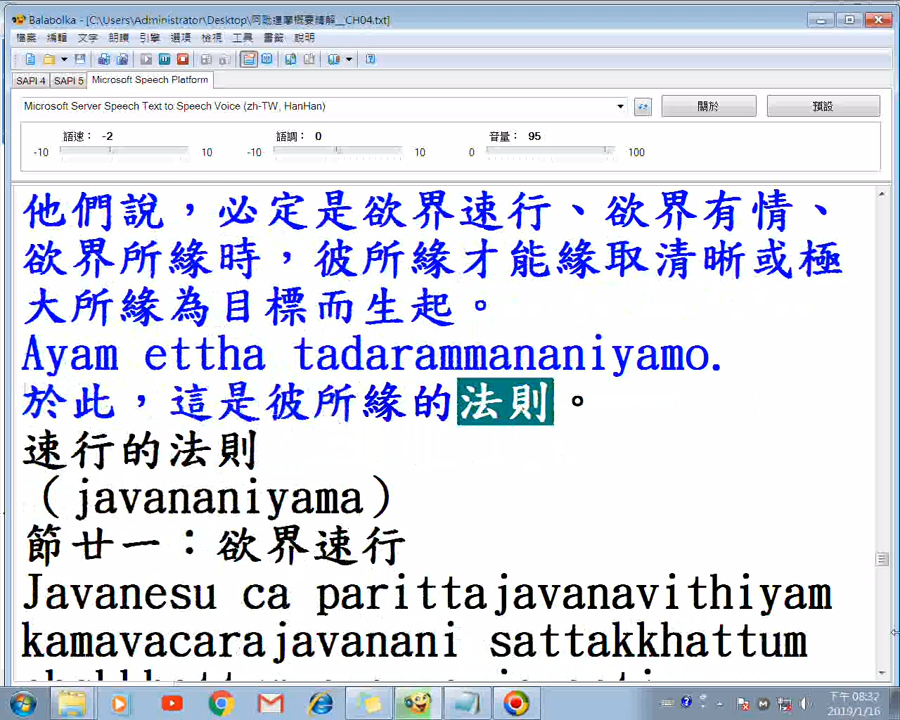 Balabolka - [C:\Users\Administrator\Desktop\阿毗達摩概要精解__CH04.txt]
檔案 編輯 文字 朗讀 引擎 選項 檢視 工具 書籤 說明
SAPI 4 SAPI 5 Microsoft Speech Platform
Microsoft Server Speech Text to Speech Voice (zh-TW, HanHan) 關於 預設
語速： -2 語調： 0 音量： 95
-10 10 -10 10 0 100
他們說，必定是欲界速行、欲界有情、
欲界所緣時，彼所緣才能緣取清晰或極
大所緣為目標而生起。
Ayam ettha tadarammananiyamo.
於此，這是彼所緣的法則。
速行的法則
（javananiyama）
節廿一：欲界速行
Javanesu ca parittajavanavithiyam
kamavacarajavanani sattakkhattum
下午 08:32
2019/1/16